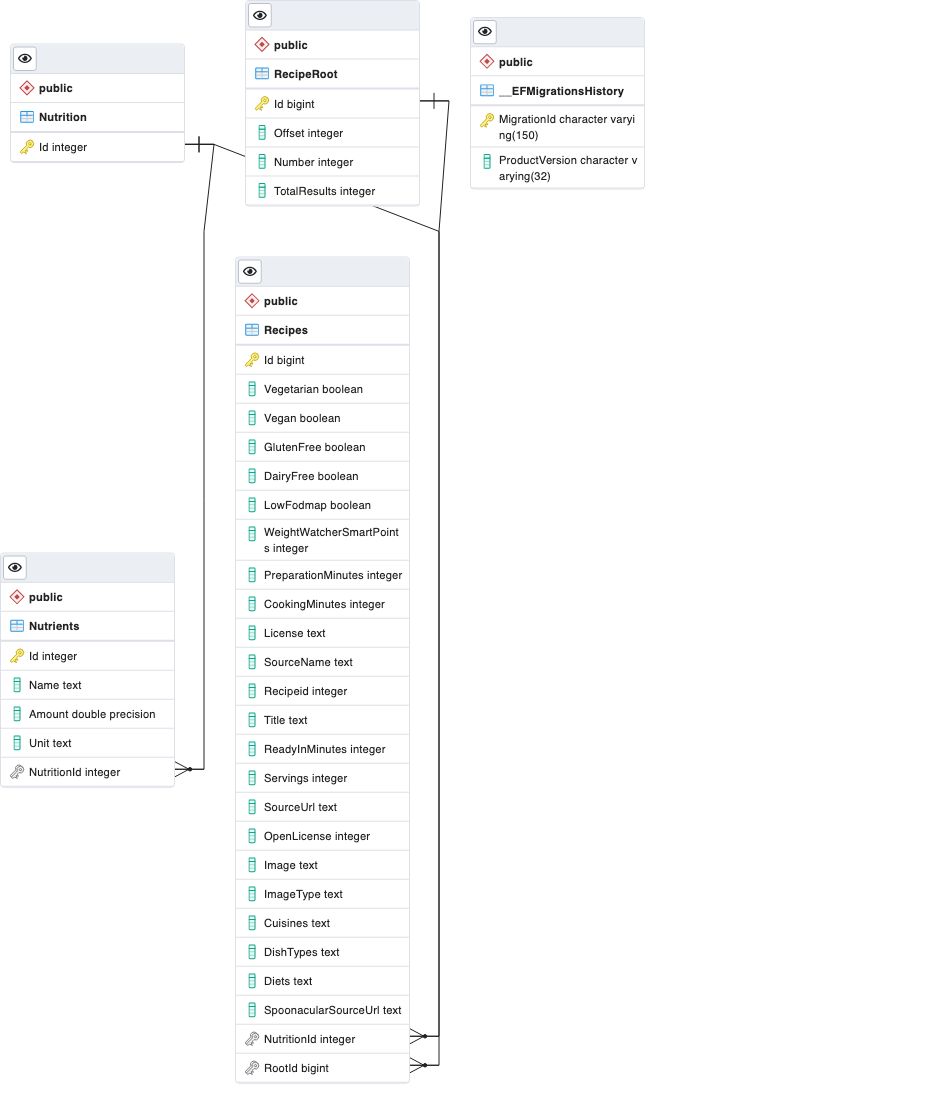 public
Nutrition
Id integer
public
RecipeRoot
Id bigint
Offset integer
Number integer
TotalResults integer
public
__EFMigrationsHistory
MigrationId character varyi
ng(150)
ProductVersion character v
arying(32)
public
Recipes
Id bigint
Vegetarian boolean
Vegan boolean
GlutenFree boolean
DairyFree boolean
LowFodmap boolean
WeightWatcherSmartPoint
s integer
PreparationMinutes integer
CookingMinutes integer
License text
SourceName text
Recipeid integer
Title text
ReadyInMinutes integer
Servings integer
SourceUrl text
OpenLicense integer
Image text
ImageType text
Cuisines text
DishTypes text
Diets text
SpoonacularSourceUrl text
NutritionId integer
RootId bigint
public
Nutrients
Id integer
Name text
Amount double precision
Unit text
NutritionId integer